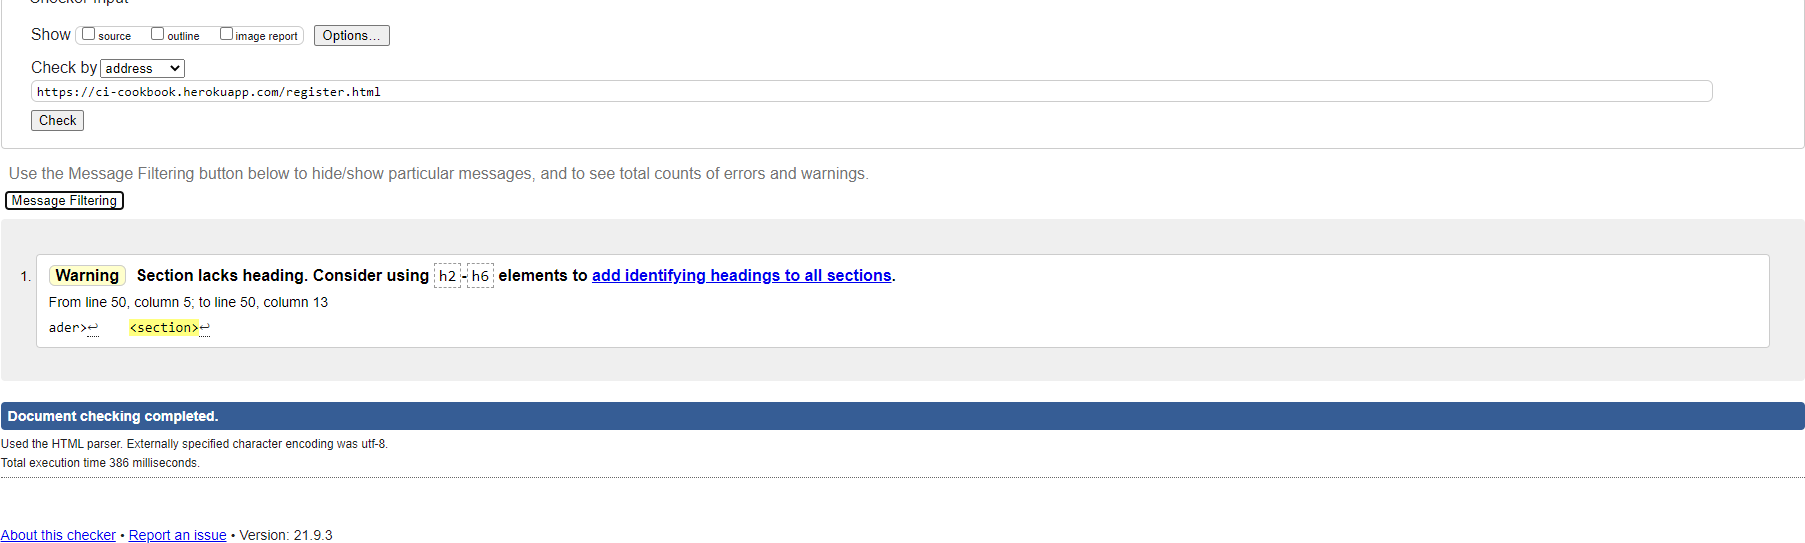 Checker Input
Show source outline image report Options...
Check by address
https://ci-cookbook.herokuapp.com/register.html
Check
Use the Message Filtering button below to hide/show particular messages, and to see total counts of errors and warnings.
Message Filtering
1. Warning Section lacks heading. Consider using h2-h6 elements to add identifying headings to all sections.
From line 50, column 5; to line 50, column 13
ader>↩ <section>↩
Document checking completed.
Used the HTML parser. Externally specified character encoding was utf-8.
Total execution time 386 milliseconds.
About this checker • Report an issue • Version: 21.9.3